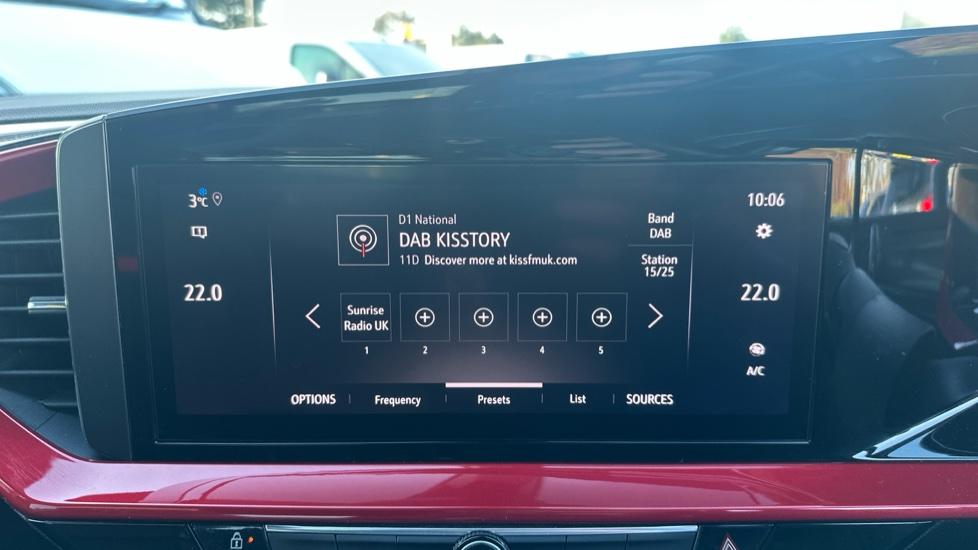 3°C
22.0
D1 National
DAB KISSTORY
11D Discover more at kissfmuk.com
Band
DAB
Station
15/25
Sunrise
Radio UK
1 2 3 4 5
OPTIONS Frequency Presets List SOURCES
10:06
22.0
A/C